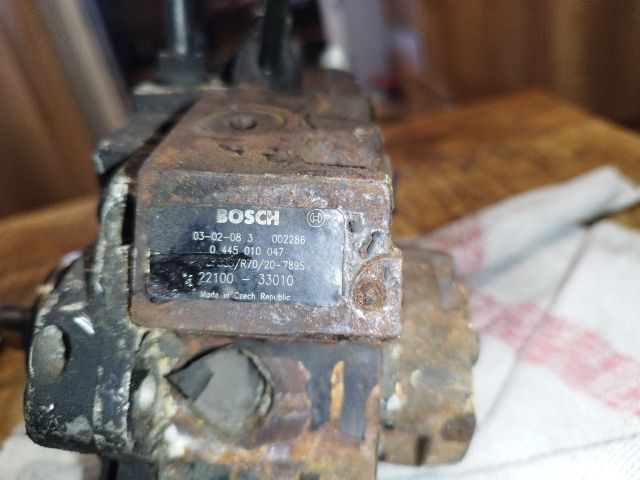 BOSCH
03-02-08 3 002286
0 445 010 047
/R70/20-789S
22100 - 33010
Made in Czech Republic